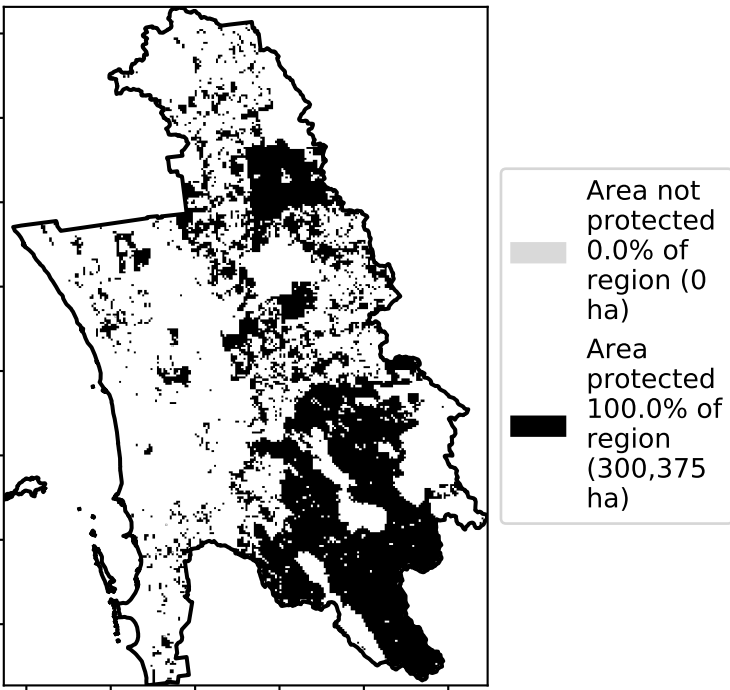 Area not
protected
0.0% of
region (0
ha)
Area
protected
100.0% of
region
(300,375
ha)